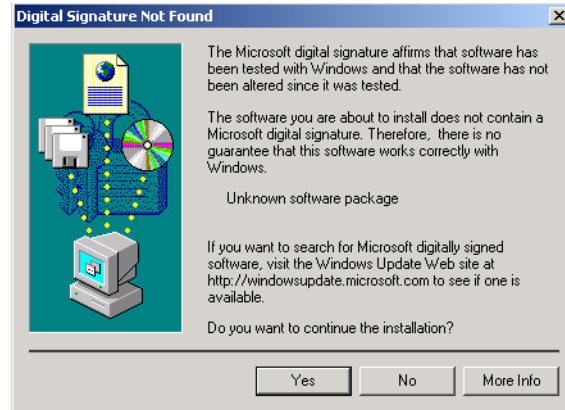 Digital Signature Not Found
The Microsoft digital signature affirms that software has
been tested with Windows and that the software has not
been altered since it was tested.
The software you are about to install does not contain a
Microsoft digital signature. Therefore, there is no
guarantee that this software works correctly with
Windows.
Unknown software package
If you want to search for Microsoft digitally signed
software, visit the Windows Update Web site at
http://windowsupdate.microsoft.com to see if one is
available.
Do you want to continue the installation?
Yes No More Info